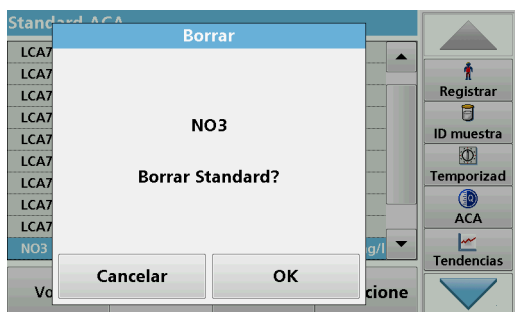 Standard ACA
Borrar
LCA7
LCA7
LCA7
LCA7
LCA7
LCA7
LCA7
LCA7
LCA7
NO3
g/l
NO3
Borrar Standard?
Cancelar
OK
Vo
cione
Registrar
ID muestra
Temporizad
ACA
Tendencias